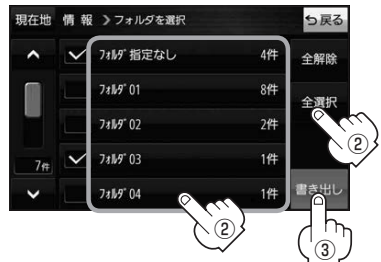 現在地 情報 > フォルダを選択 戻る
フォルダ 指定なし 4件 全解除
フォルダ 01 8件 全選択
②
フォルダ 02 2件
7件 フォルダ 03 1件
フォルダ 04 1件 書き出し
②
③